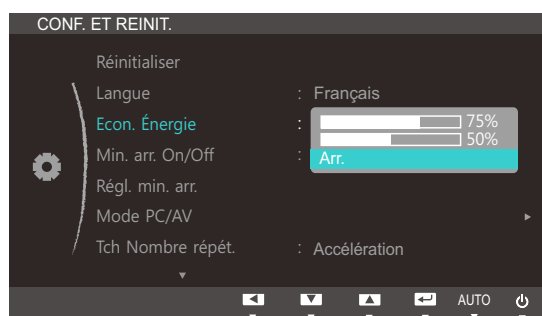 CONF. ET REINIT.
Réinitialiser
Langue : Français
Econ. Énergie : 75%
50%
Min. arr. On/Off : Arr.
Régl. min. arr.
Mode PC/AV
Tch Nombre répét. : Accélération
AUTO